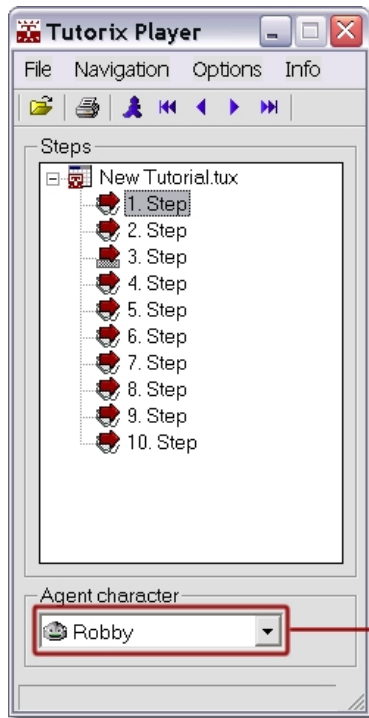 Tutorix Player
File Navigation Options Info
Steps
New Tutorial.tux
1. Step
2. Step
3. Step
4. Step
5. Step
6. Step
7. Step
8. Step
9. Step
10. Step
Agent character
Robby